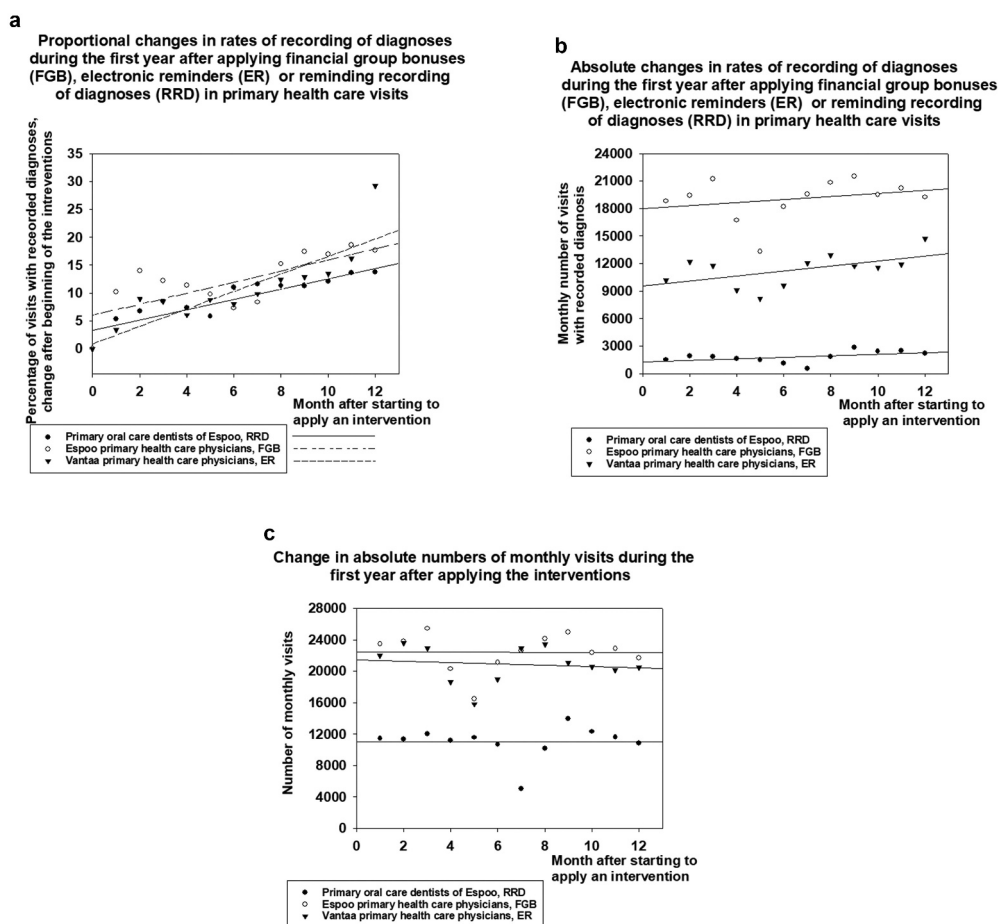 a
Proportional changes in rates of recording of diagnoses
during the first year after applying financial group bonuses
(FGB), electronic reminders (ER) or reminding recording
of diagnoses (RRD) in primary health care visits
Percentage of visits with receorded diagnoses,
change after beginning of the intreventions
35
30
25
20
15
10
5
0
0 2 4 6 8 10 12
Month after starting to
apply an intervention
Primary oral care dentists of Espoo, RRD
Espoo primary health care physicians, FGB
Vantaa primary health care physicians, ER
b
Absolute changes in rates of recording of diagnoses
during the first year after applying financial group bonuses
(FGB), electronic reminders (ER) or reminding recording
of diagnoses (RRD) in primary health care visits
Monthly number of visits
with recorded diagnosis
24000
21000
18000
15000
12000
9000
6000
3000
0
0 2 4 6 8 10 12
Month after starting to
apply an intervention
Primary oral care dentists of Espoo, RRD
Espoo primary health care physicians, FGB
Vantaa primary health care physicians, ER
c
Change in absolute numbers of monthly visits during the
first year after applying the interventions
Number of monthly visits
28000
24000
20000
16000
12000
8000
4000
0
0 2 4 6 8 10 12
Month after starting to
apply an intervention
Primary oral care dentists of Espoo, RRD
Espoo primary health care physicians, FGB
Vantaa primary health care physicians, ER